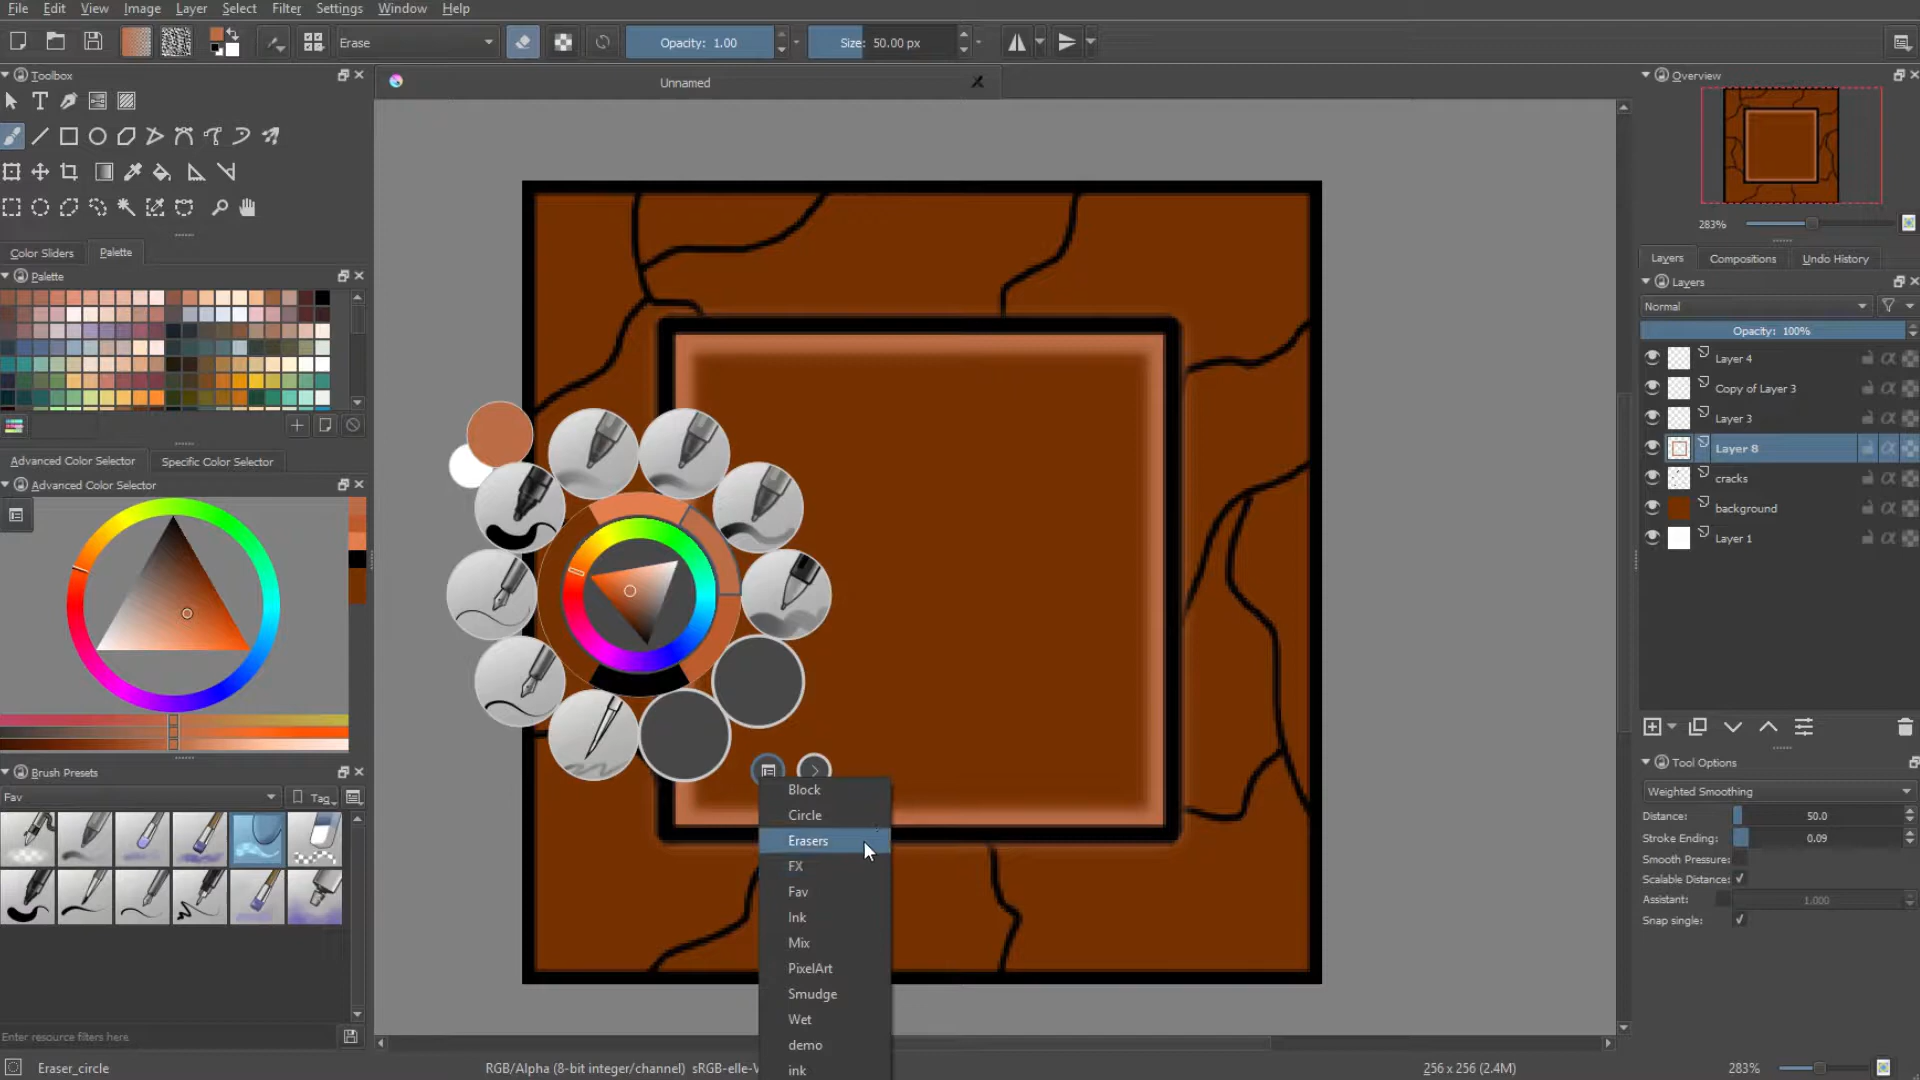 File Edit View Image Layer Select Filter Settings Window Help
Erase
Opacity: 1.00
Size: 50.00 px
Toolbox
Unnamed
Overview
283%
Color Sliders
Palette
Palette
Layers
Compositions
Undo History
Layers
Normal
Opacity: 100%
Layer 4
Copy of Layer 3
Layer 3
Layer 8
cracks
background
Layer 1
Advanced Color Selector
Specific Color Selector
Advanced Color Selector
Brush Presets
Fav
Tag
Enter resource filters here
Block
Circle
Erasers
FX
Fav
Ink
Mix
PixelArt
Smudge
Wet
demo
ink
Tool Options
Weighted Smoothing
Distance: 50.0
Stroke Ending: 0.09
Smooth Pressure:
Scalable Distance:
Assistant: 1.000
Snap single:
Eraser_circle
RGB/Alpha (8-bit integer/channel) sRGB-elle-V
256 x 256 (2.4M)
283%